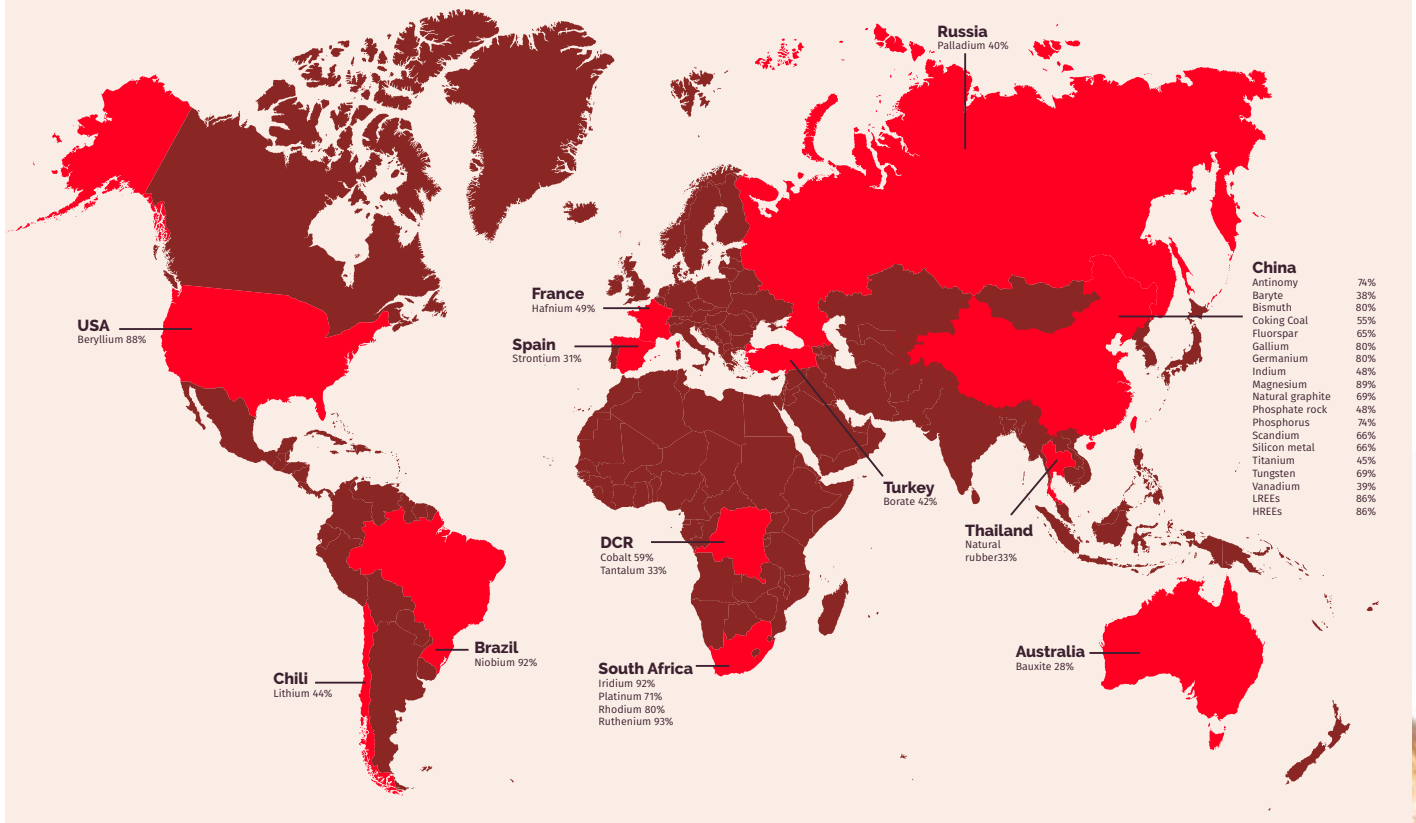 Russia
Palladium 40%
China
Antinomy 74%
Baryte 38%
Bismuth 80%
Coking Coal 55%
Fluorspar 65%
Gallium 80%
Germanium 80%
Indium 48%
Magnesium 89%
Natural graphite 69%
Phosphate rock 48%
Phosphorus 74%
Scandium 66%
Silicon metal 66%
Titanium 45%
Tungsten 69%
Vanadium 39%
LREEs 86%
HREEs 86%
France
Hafnium 49%
USA
Beryllium 88%
Spain
Strontium 31%
Turkey
Borate 42%
Thailand
Natural
rubber33%
DCR
Cobalt 59%
Tantalum 33%
Brazil
Niobium 92%
Chili
Lithium 44%
South Africa
Iridium 92%
Platinum 71%
Rhodium 80%
Ruthenium 93%
Australia
Bauxite 28%